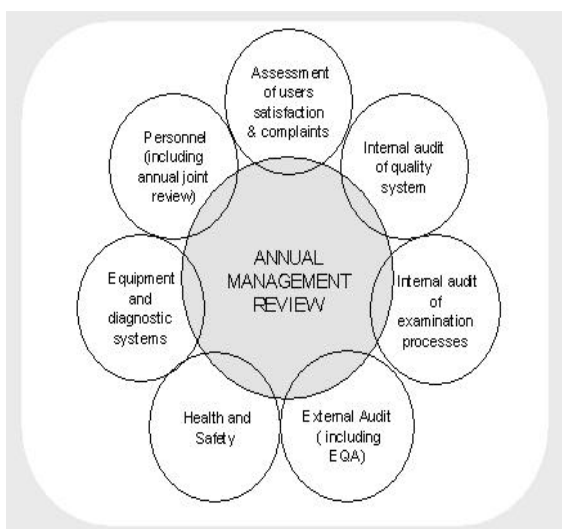 Assessment
of users
satisfaction
& complaints
Internal audit
of quality
system
Internal audit
of
examination
processes
External Audit
( including
EQA)
Health and
Safety
Equipment
and
diagnostic
systems
Personnel
(including
annual joint
review)
ANNUAL
MANAGEMENT
REVIEW